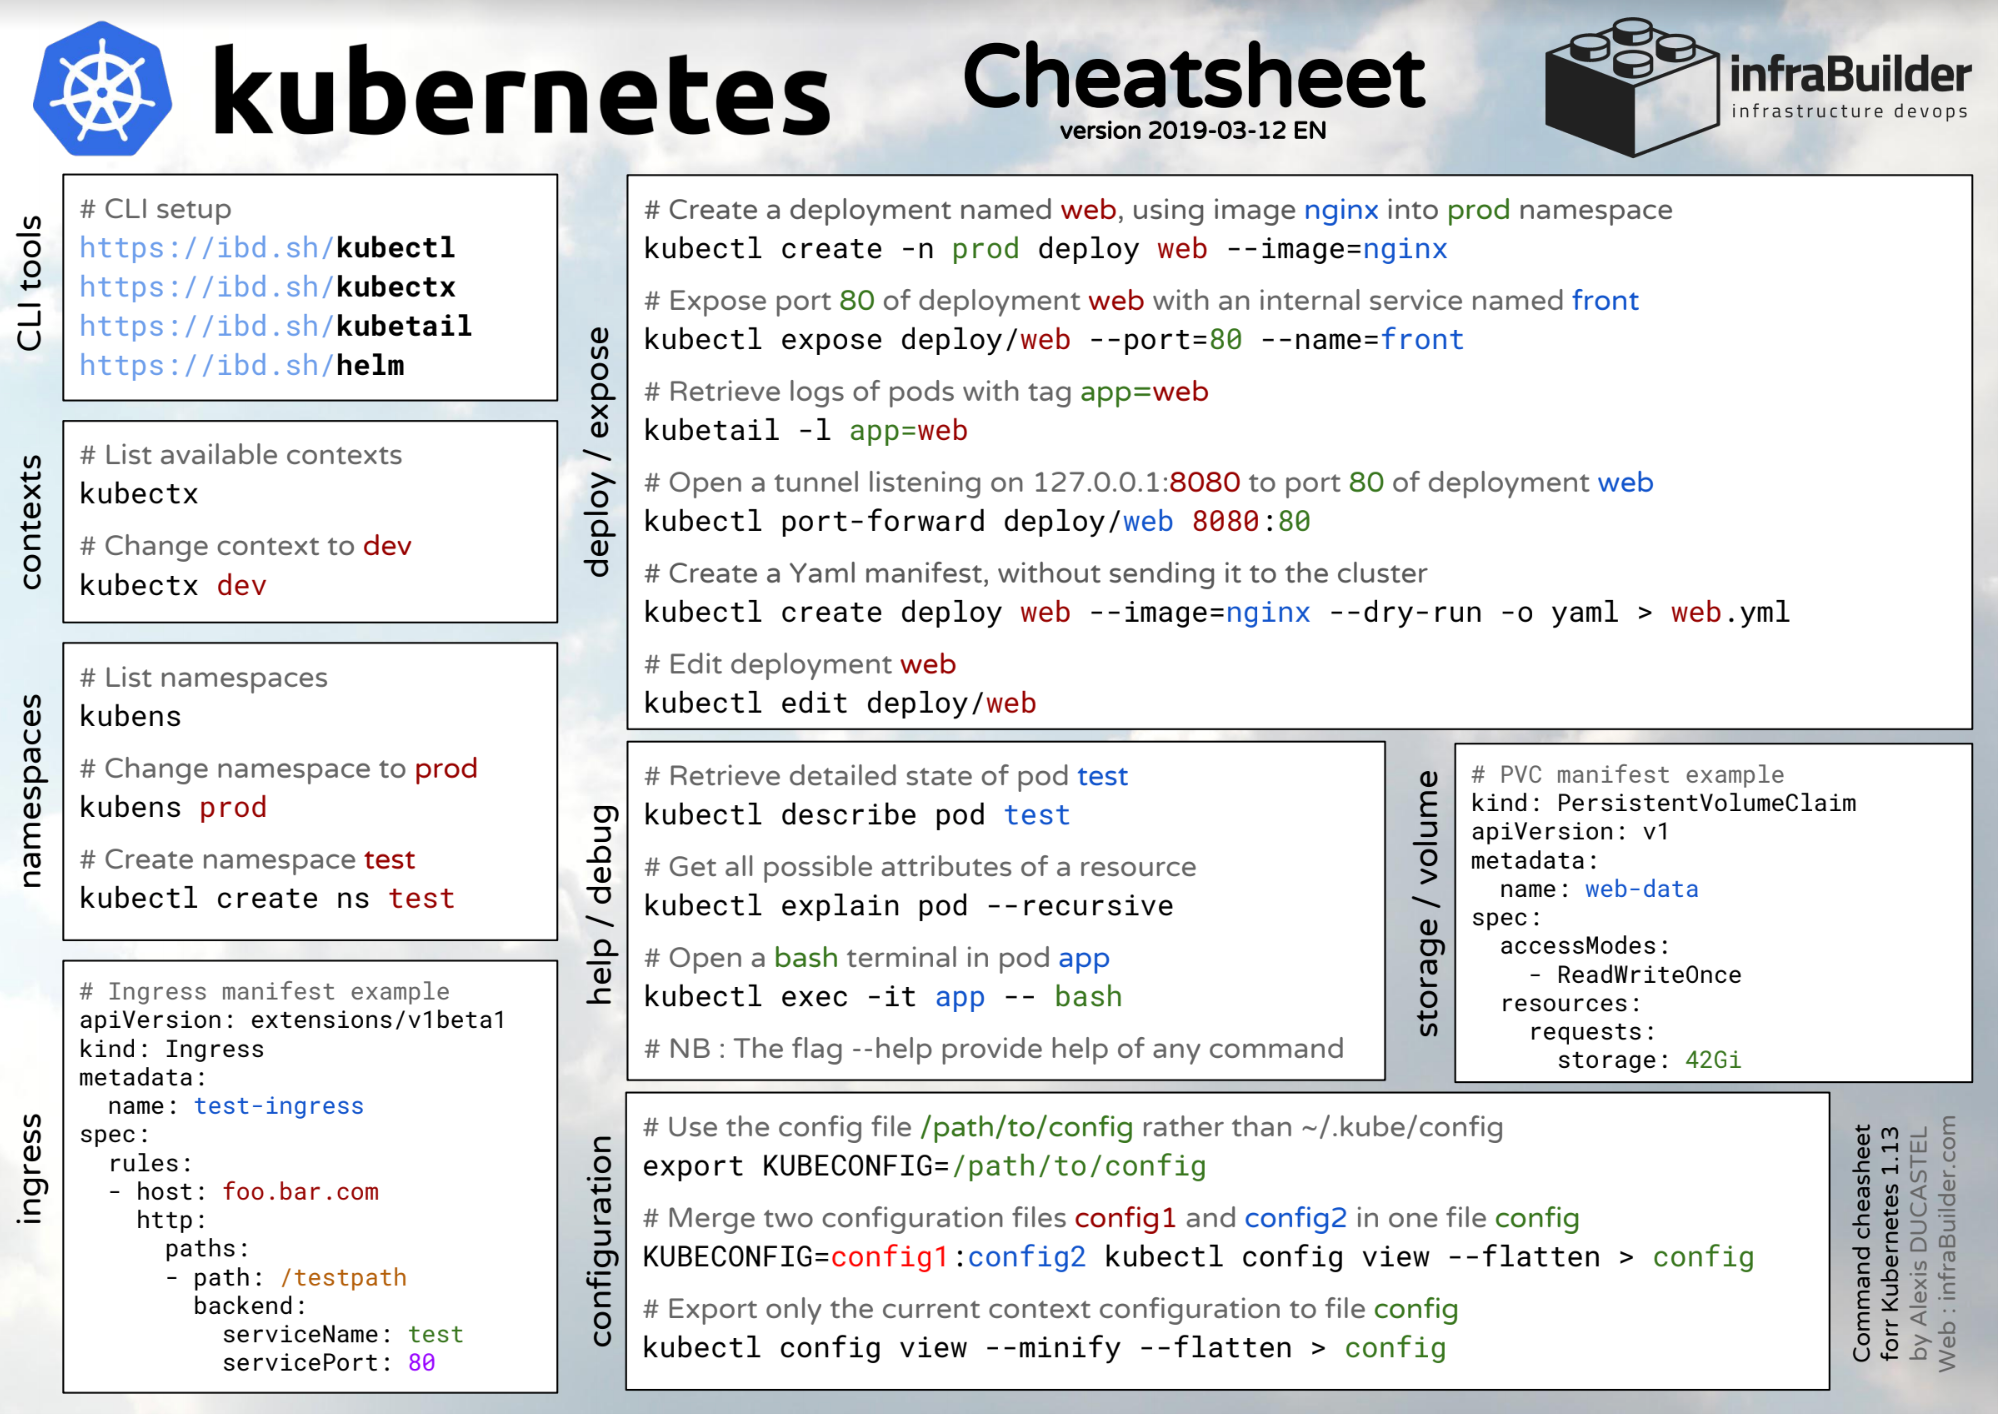 kubernetes
Cheatsheet
version 2019-03-12 EN
infraBuilder
infrastructure devops
CLI tools
# CLI setup
https://ibd.sh/kubectl
https://ibd.sh/kubectx
https://ibd.sh/kubetail
https://ibd.sh/helm
contexts
# List available contexts
kubectx
# Change context to dev
kubectx dev
namespaces
# List namespaces
kubens
# Change namespace to prod
kubens prod
# Create namespace test
kubectl create ns test
ingress
# Ingress manifest example
apiVersion: extensions/v1beta1
kind: Ingress
metadata:
  name: test-ingress
spec:
  rules:
  - host: foo.bar.com
    http:
      paths:
      - path: /testpath
        backend:
          serviceName: test
          servicePort: 80
deploy / expose
# Create a deployment named web, using image nginx into prod namespace
kubectl create -n prod deploy web --image=nginx
# Expose port 80 of deployment web with an internal service named front
kubectl expose deploy/web --port=80 --name=front
# Retrieve logs of pods with tag app=web
kubetail -l app=web
# Open a tunnel listening on 127.0.0.1:8080 to port 80 of deployment web
kubectl port-forward deploy/web 8080:80
# Create a Yaml manifest, without sending it to the cluster
kubectl create deploy web --image=nginx --dry-run -o yaml > web.yml
# Edit deployment web
kubectl edit deploy/web
help / debug
# Retrieve detailed state of pod test
kubectl describe pod test
# Get all possible attributes of a resource
kubectl explain pod --recursive
# Open a bash terminal in pod app
kubectl exec -it app -- bash
# NB : The flag --help provide help of any command
storage / volume
# PVC manifest example
kind: PersistentVolumeClaim
apiVersion: v1
metadata:
  name: web-data
spec:
  accessModes:
    - ReadWriteOnce
  resources:
    requests:
      storage: 42Gi
configuration
# Use the config file /path/to/config rather than ~/.kube/config
export KUBECONFIG=/path/to/config
# Merge two configuration files config1 and config2 in one file config
KUBECONFIG=config1:config2 kubectl config view --flatten > config
# Export only the current context configuration to file config
kubectl config view --minify --flatten > config
Command cheasheet
forr Kubernetes 1.13
by Alexis DUCASTEL
Web : infraBuilder.com